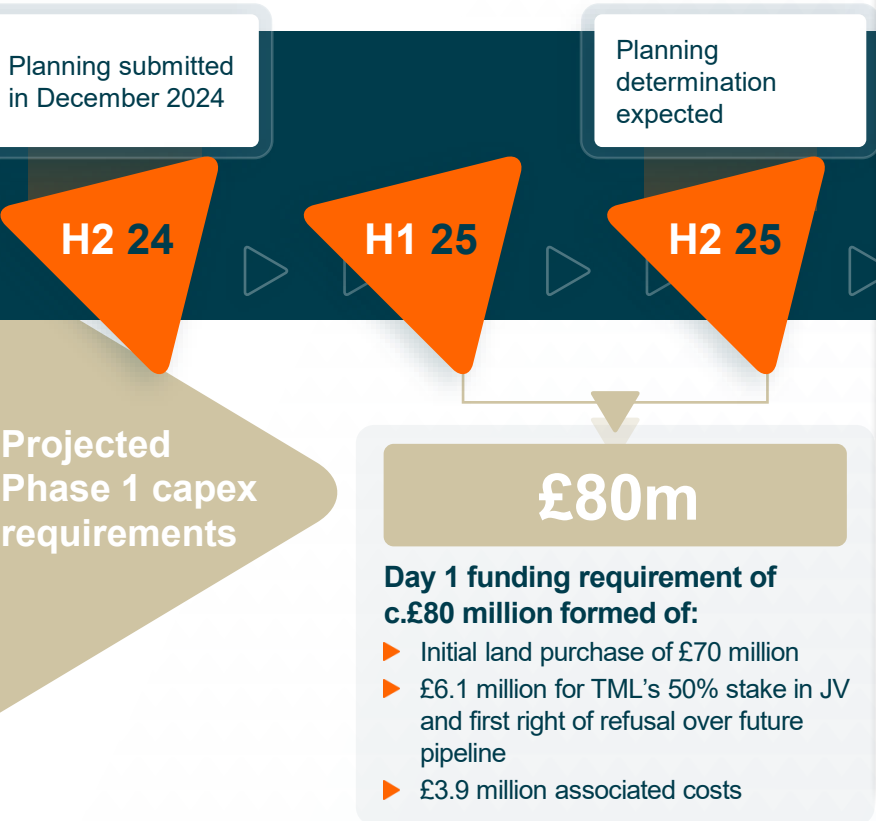 Planning submitted
in December 2024
Planning
determination
expected
H2 24
H1 25
H2 25
Projected
Phase 1 capex
requirements
£80m
Day 1 funding requirement of
c.£80 million formed of:
Initial land purchase of £70 million
£6.1 million for TML’s 50% stake in JV
and first right of refusal over future
pipeline
£3.9 million associated costs